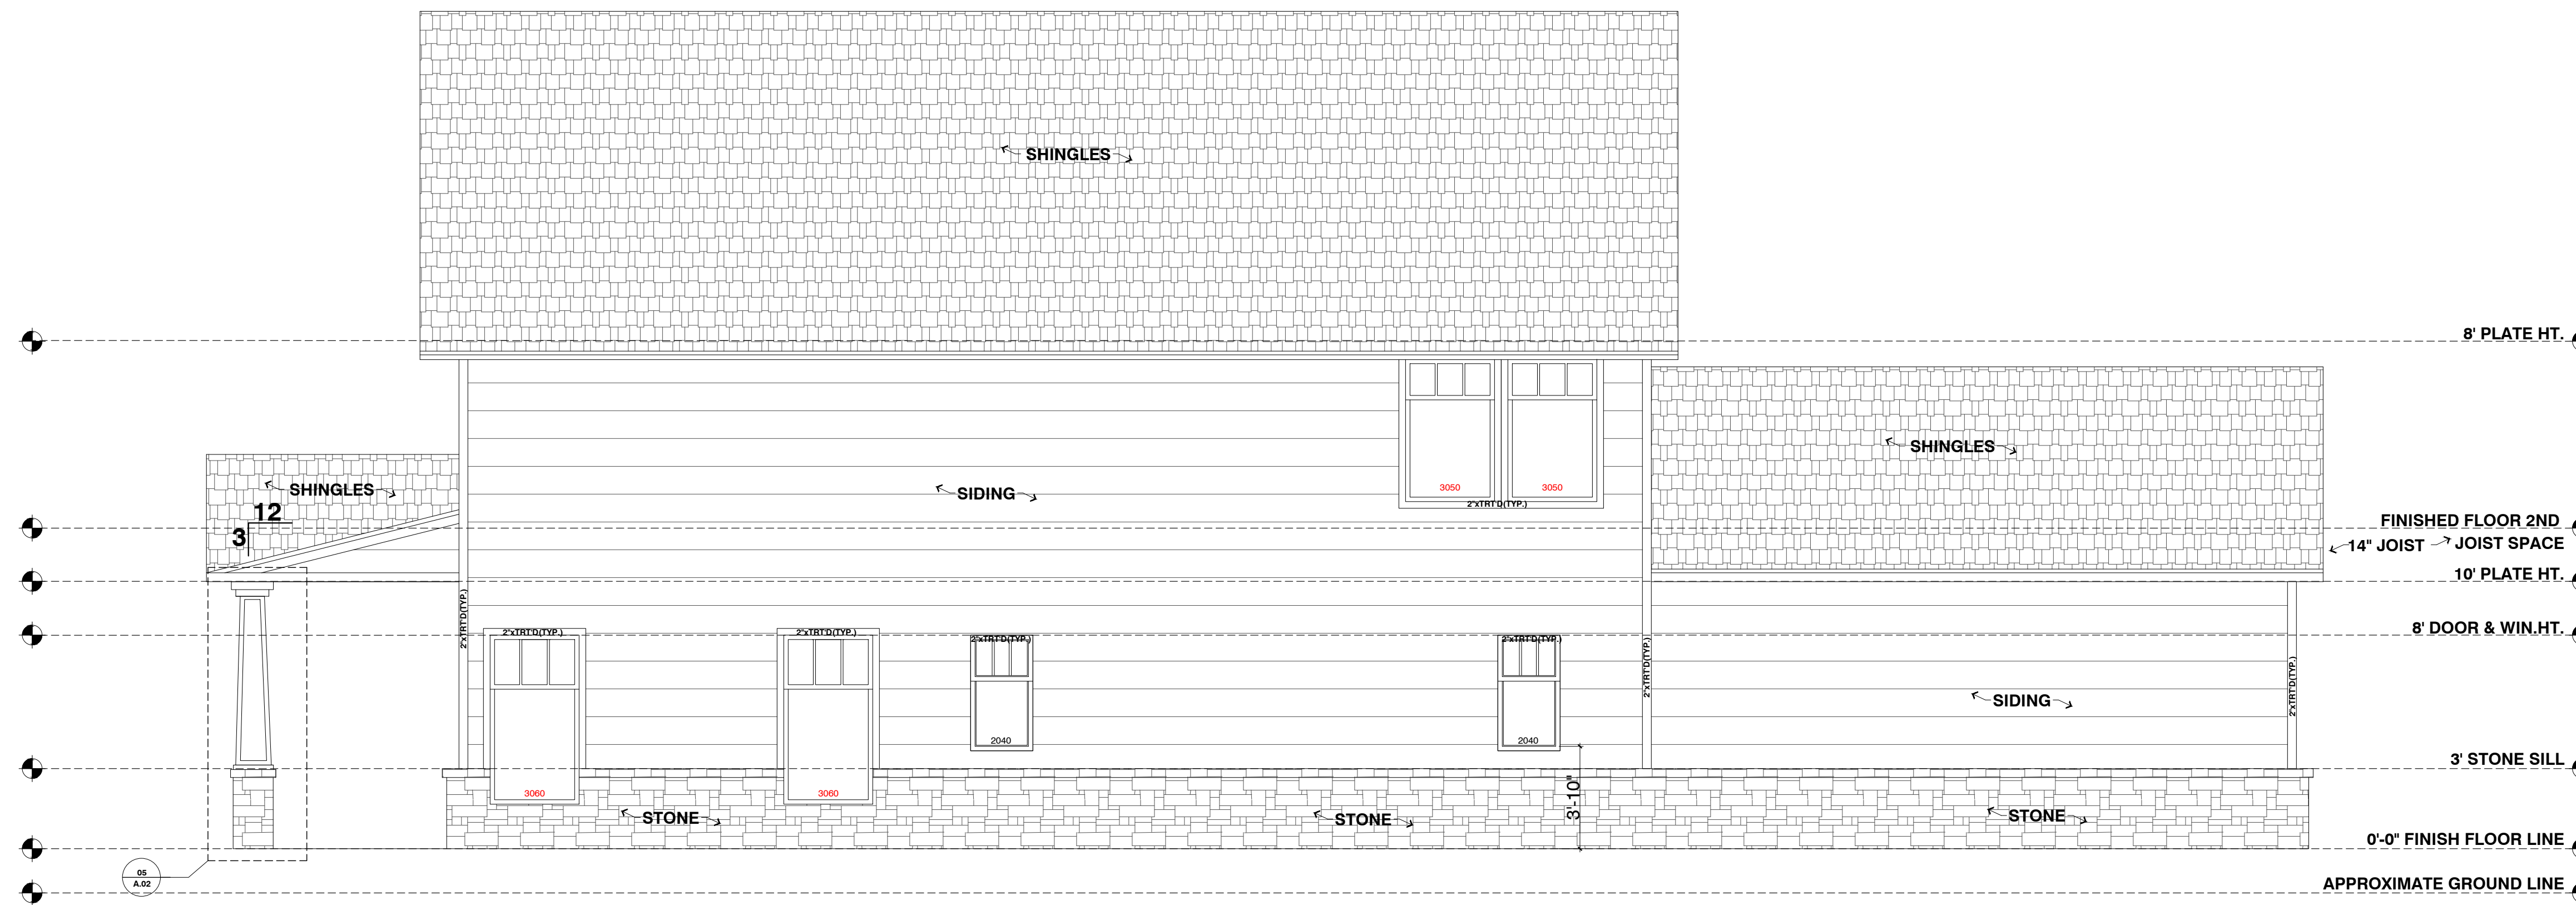 SHINGLES
8' PLATE HT.
SHINGLES
SHINGLES
12
3
SIDING
3050
3050
2"xTRT'D(TYP.)
FINISHED FLOOR 2ND
14" JOIST
JOIST SPACE
10' PLATE HT.
2"xTRT'D(TYP.)
2"xTRT'D(TYP.)
2"xTRT'D(TYP.)
2"xTRT'D(TYP.)
2"xTRT'D(TYP.)
8' DOOR & WIN.HT.
2"xTRT'D(TYP.)
2"xTRT'D(TYP.)
SIDING
2040
2040
3' STONE SILL
3060
3060
3'-10"
STONE
STONE
STONE
0'-0" FINISH FLOOR LINE
05
A.02
APPROXIMATE GROUND LINE